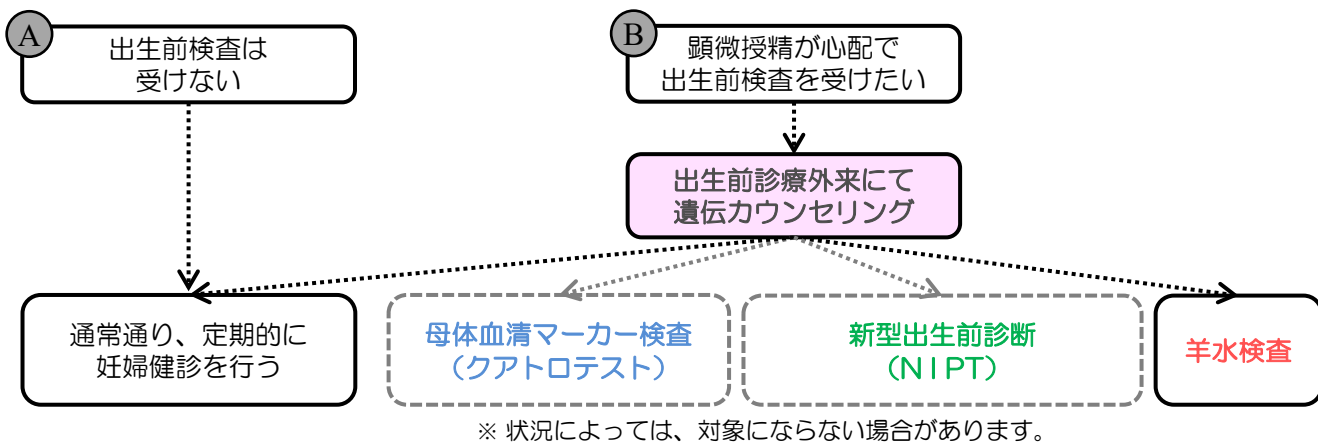 A
出生前検査は
受けない
B
顕微授精が心配で
出生前検査を受けたい
出生前診療外来にて
遺伝カウンセリング
通常通り、定期的に
妊婦健診を行う
母体血清マーカー検査
（クアトロテスト）
新型出生前診断
（NIPT）
羊水検査
※ 状況によっては、対象にならない場合があります。